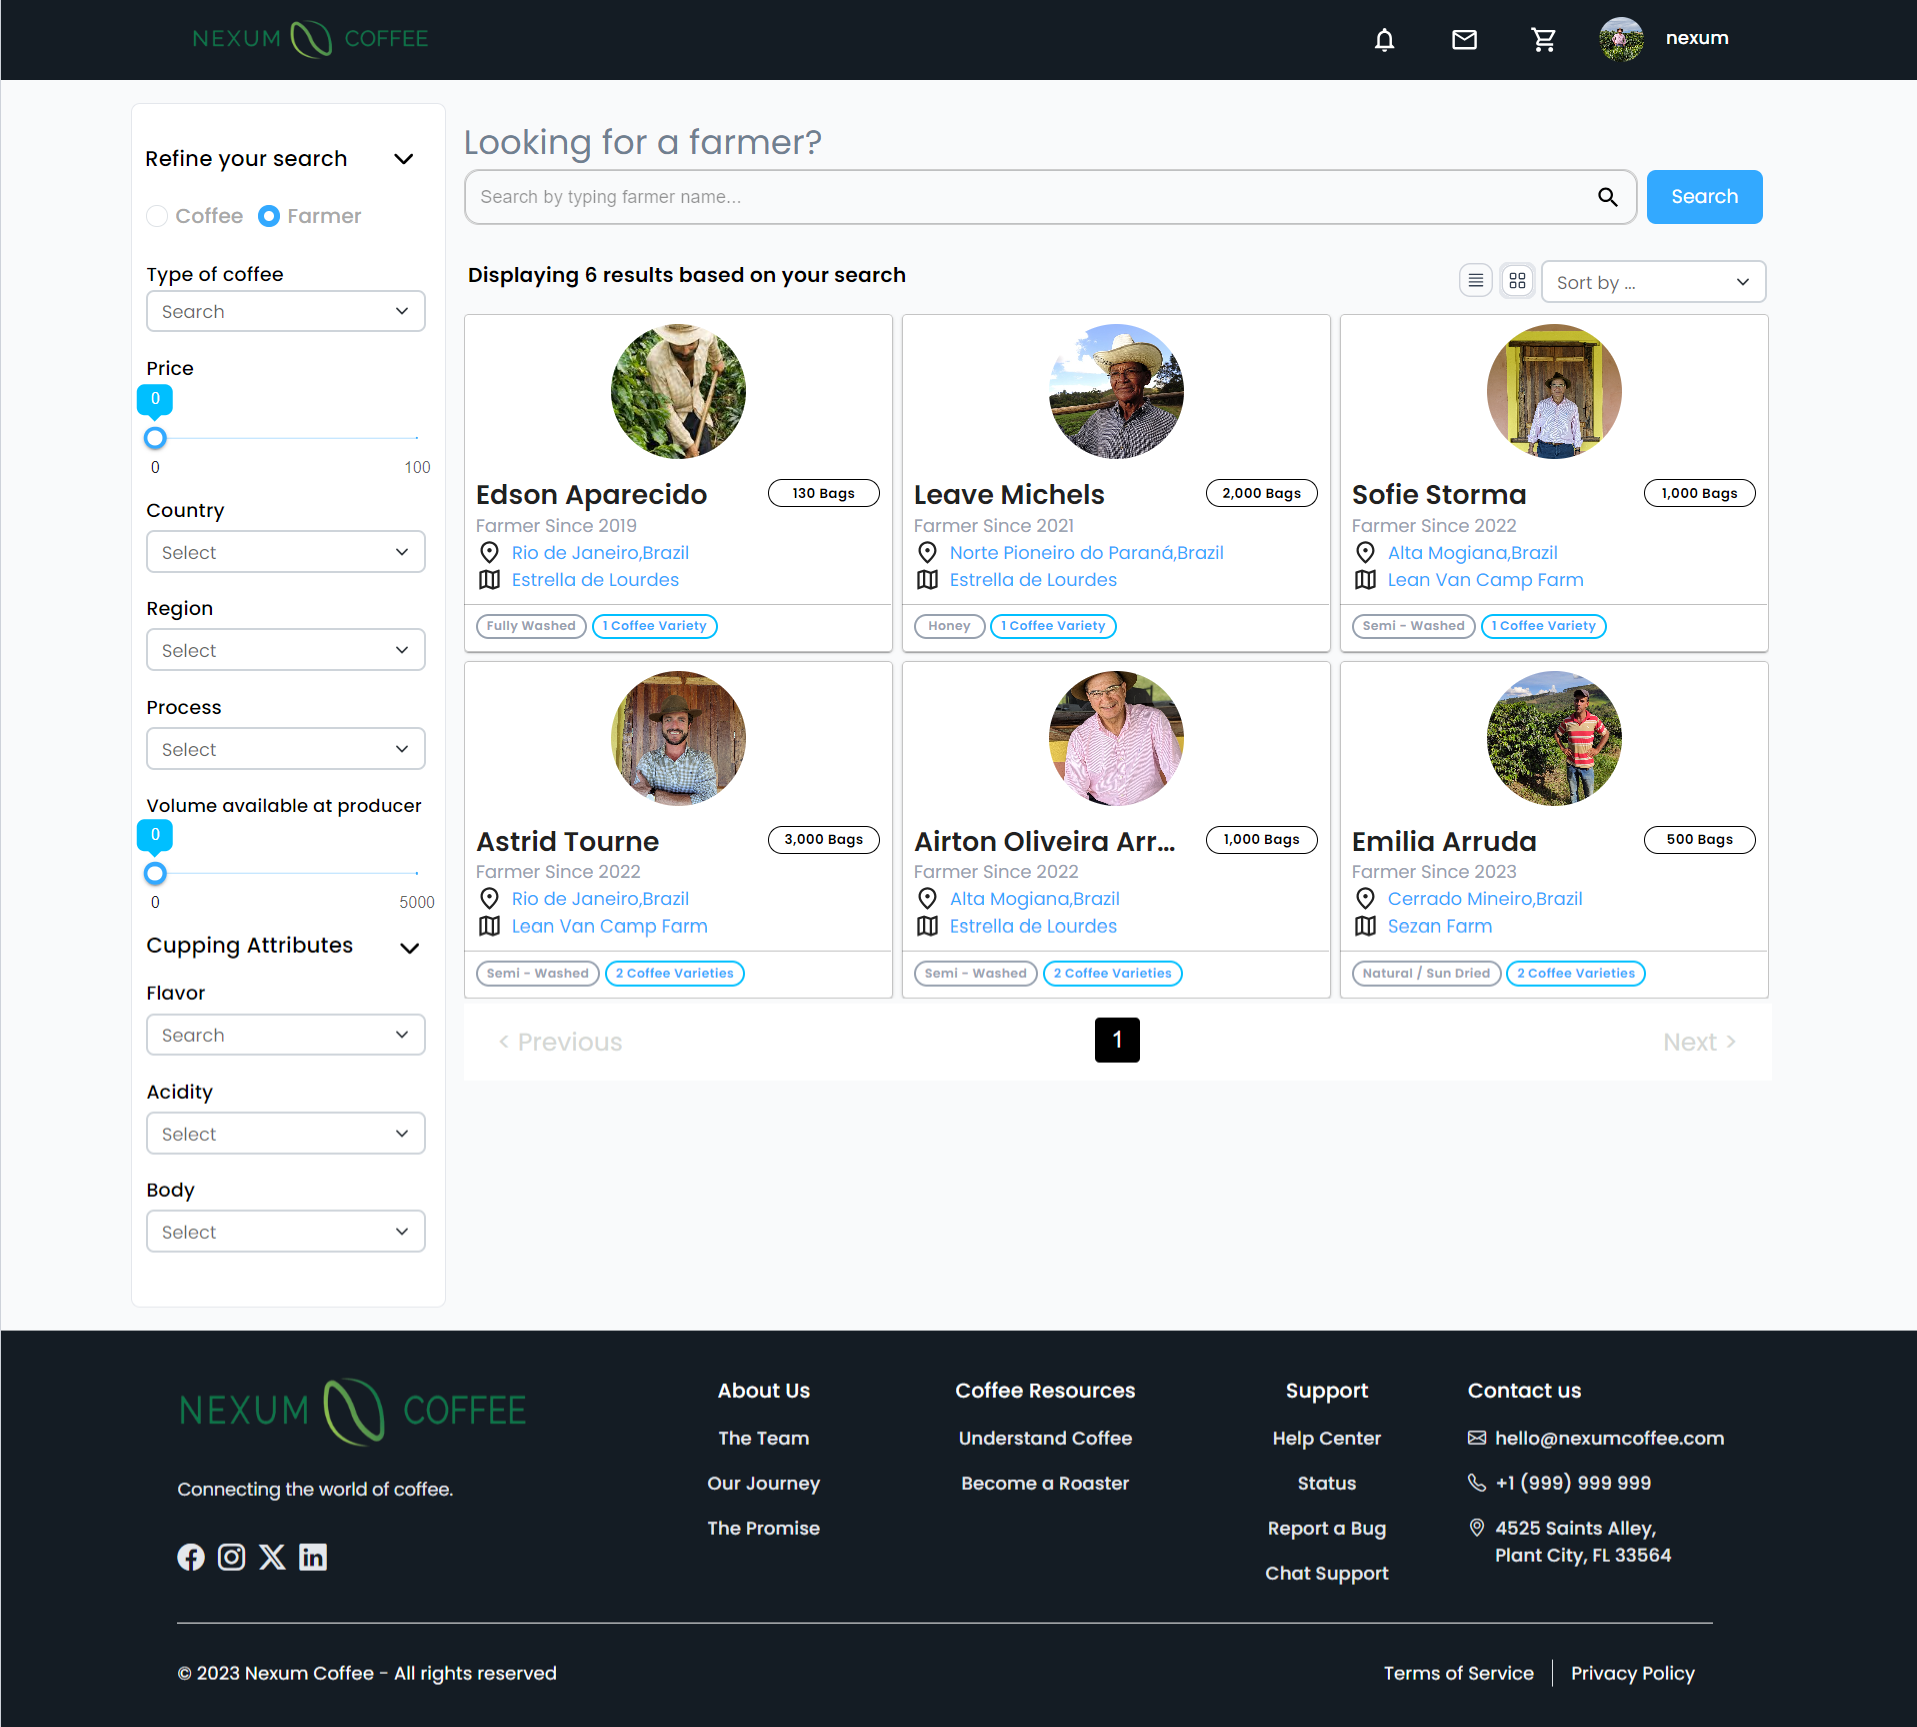 NEXUM COFFEE
nexum
Refine your search
Coffee Farmer
Type of coffee
Search
Price
0
0 100
Country
Select
Region
Select
Process
Select
Volume available at producer
0
0 5000
Cupping Attributes
Flavor
Search
Acidity
Select
Body
Select
Looking for a farmer?
Search by typing farmer name...
Search
Displaying 6 results based on your search
Sort by ...
Edson Aparecido
130 Bags
Farmer Since 2019
Rio de Janeiro,Brazil
Estrella de Lourdes
Fully Washed
1 Coffee Variety
Leave Michels
2,000 Bags
Farmer Since 2021
Norte Pioneiro do Paraná,Brazil
Estrella de Lourdes
Honey
1 Coffee Variety
Sofie Storma
1,000 Bags
Farmer Since 2022
Alta Mogiana,Brazil
Lean Van Camp Farm
Semi - Washed
1 Coffee Variety
Astrid Tourne
3,000 Bags
Farmer Since 2022
Rio de Janeiro,Brazil
Lean Van Camp Farm
Semi - Washed
2 Coffee Varieties
Airton Oliveira Arr...
1,000 Bags
Farmer Since 2022
Alta Mogiana,Brazil
Estrella de Lourdes
Semi - Washed
2 Coffee Varieties
Emilia Arruda
500 Bags
Farmer Since 2023
Cerrado Mineiro,Brazil
Sezan Farm
Natural / Sun Dried
2 Coffee Varieties
< Previous
1
Next >
NEXUM COFFEE
Connecting the world of coffee.
About Us
The Team
Our Journey
The Promise
Coffee Resources
Understand Coffee
Become a Roaster
Support
Help Center
Status
Report a Bug
Chat Support
Contact us
hello@nexumcoffee.com
+1 (999) 999 999
4525 Saints Alley,
Plant City, FL 33564
© 2023 Nexum Coffee - All rights reserved
Terms of Service
Privacy Policy